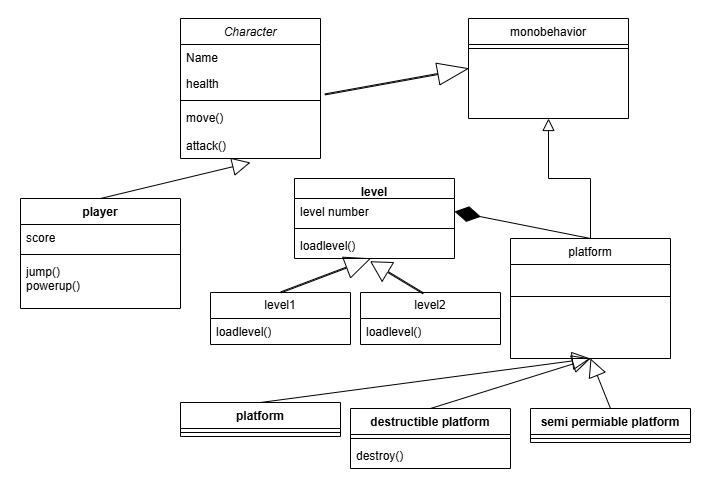 Character
Name
health
move()
attack()
monobehavior
player
score
jump()
powerup()
level
level number
loadlevel()
platform
level1
loadlevel()
level2
loadlevel()
platform
destructible platform
destroy()
semi permiable platform